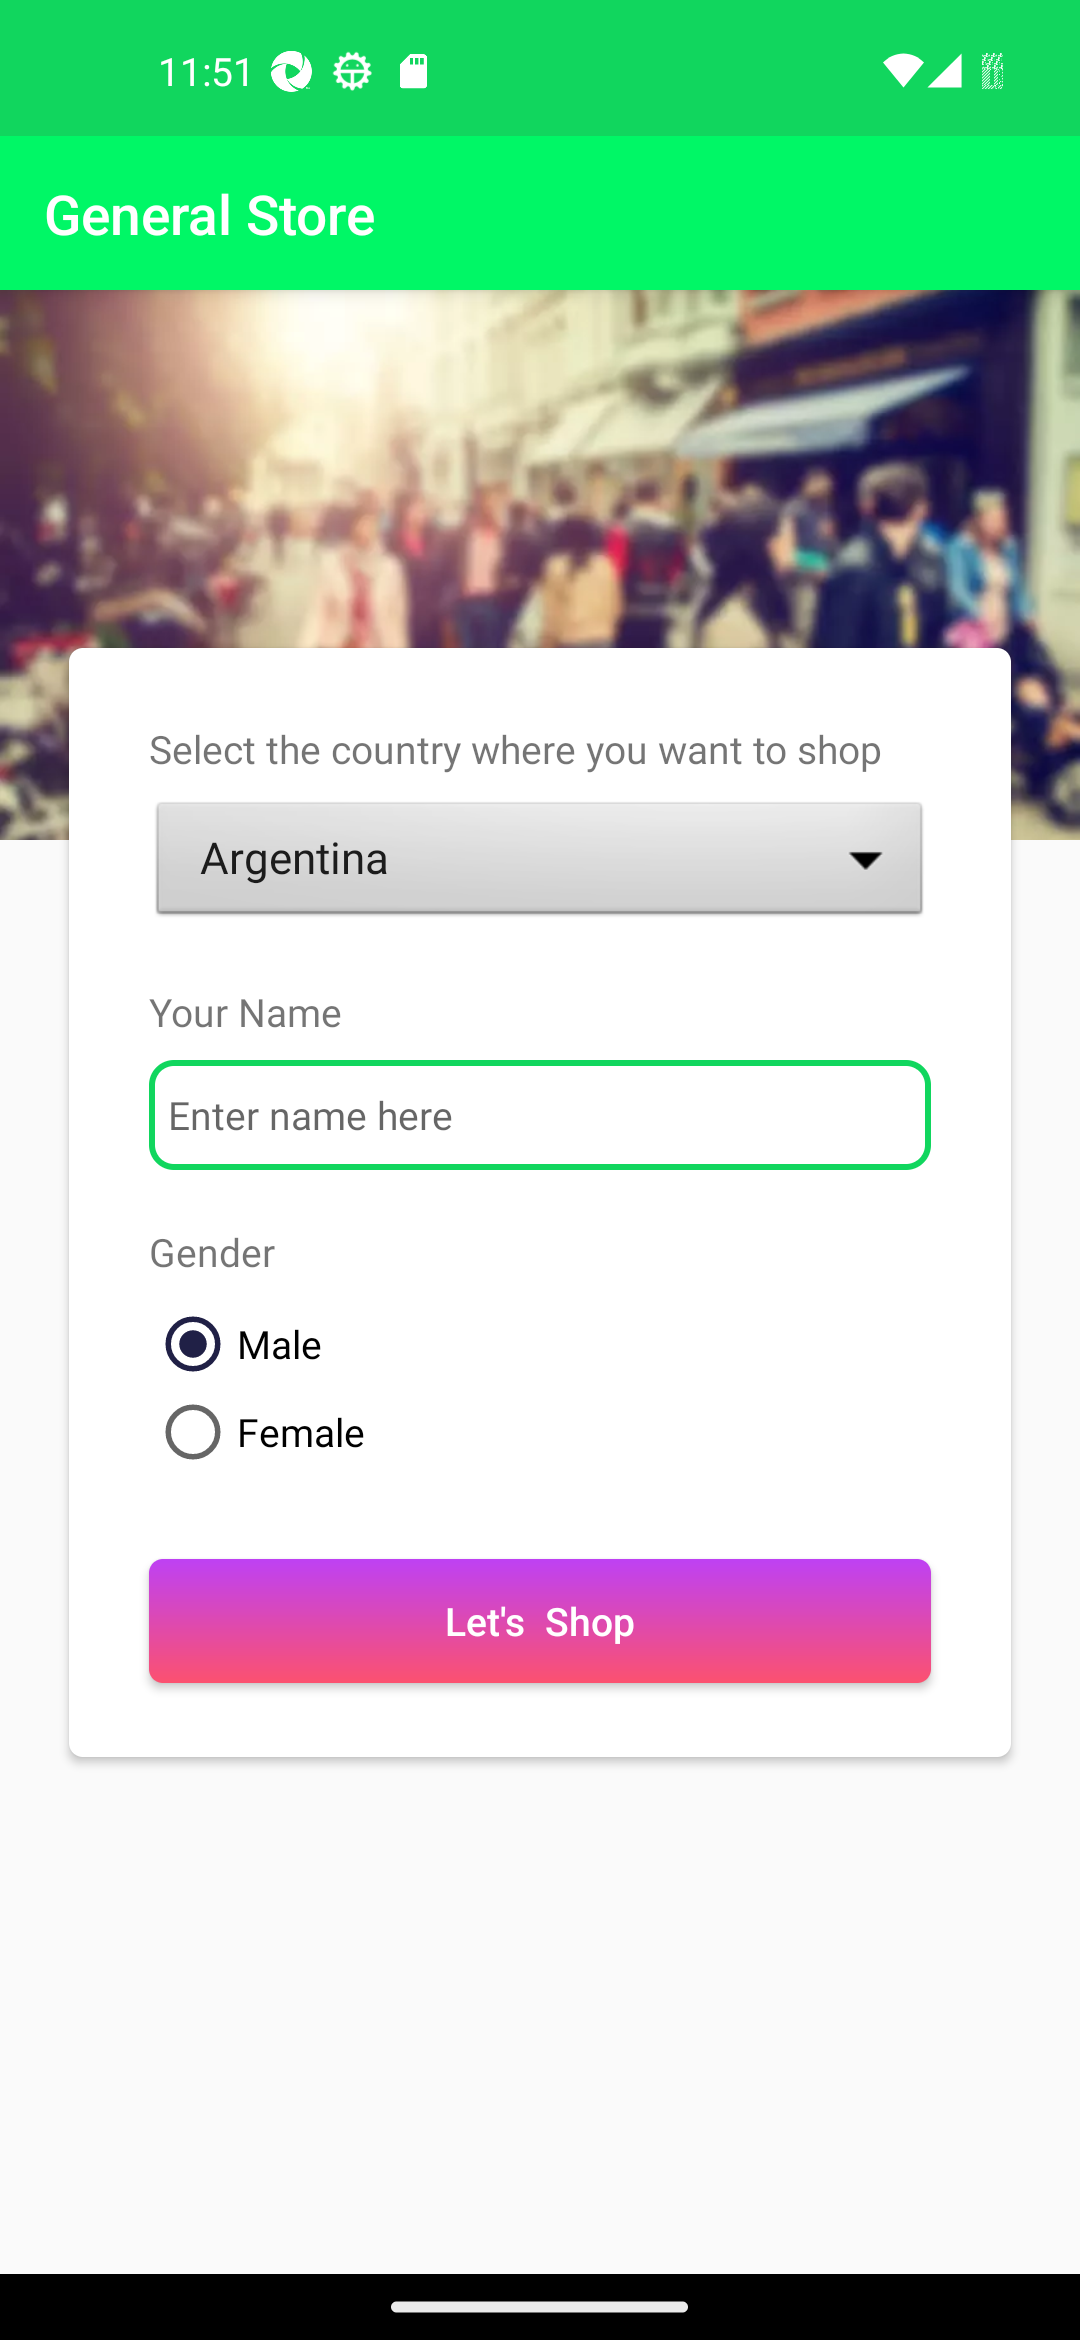 11:51
General Store
Select the country where you want to shop
Argentina
Your Name
Enter name here
Gender
Male
Female
Let's  Shop